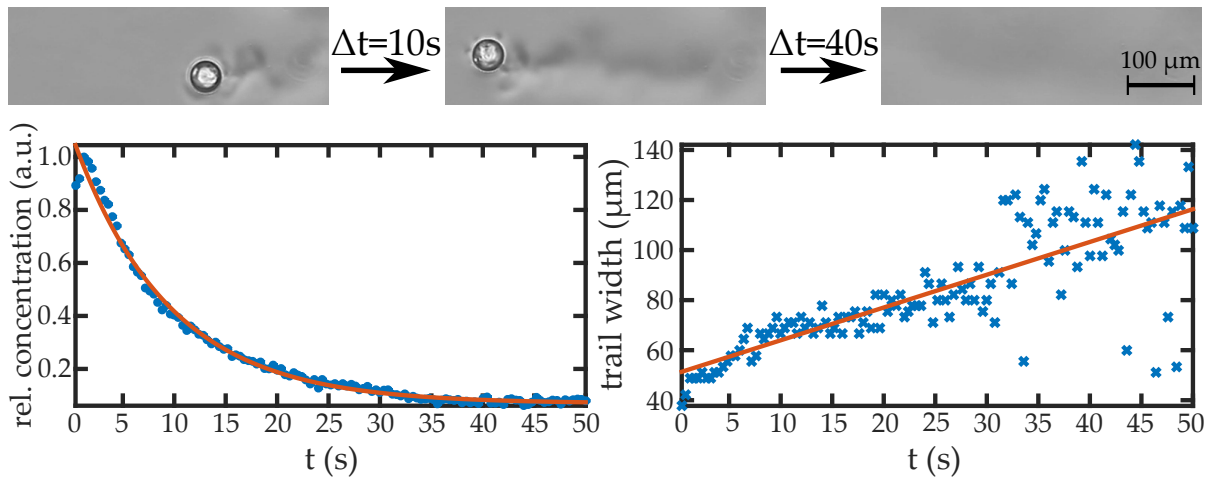 Δt=10s
Δt=40s
100 µm
rel. concentration (a.u.)
1.0
0.8
0.6
0.4
0.2
0 5 10 15 20 25 30 35 40 45 50
t (s)
trail width (µm)
140
120
100
80
60
40
0 5 10 15 20 25 30 35 40 45 50
t (s)